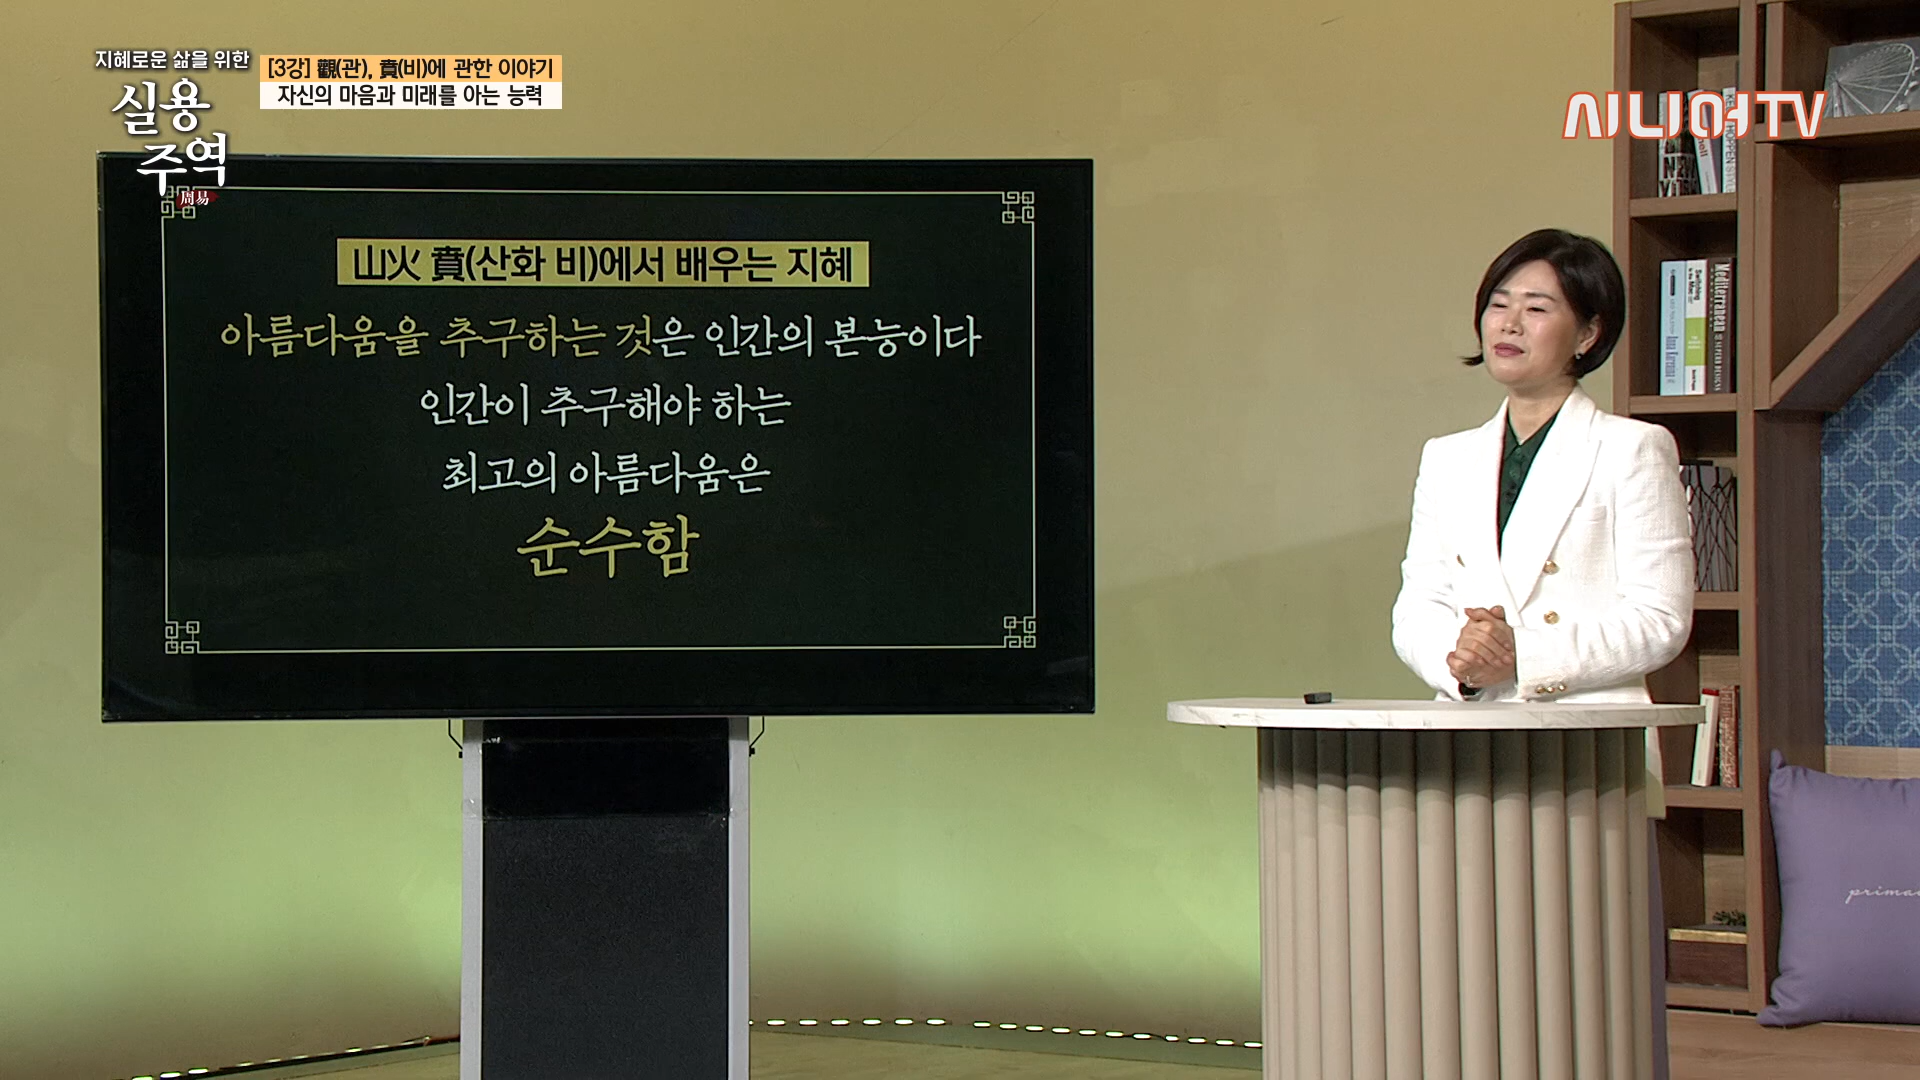 지혜로운 삶을 위한
실용
주역
周易
[3강] 觀(관), 賁(비)에 관한 이야기
자신의 마음과 미래를 아는 능력
시니어TV
山火 賁(산화 비)에서 배우는 지혜
아름다움을 추구하는 것은 인간의 본능이다
인간이 추구해야 하는
최고의 아름다움은
순수함
Mediterranean
Anna Karenina
NEW
YORK